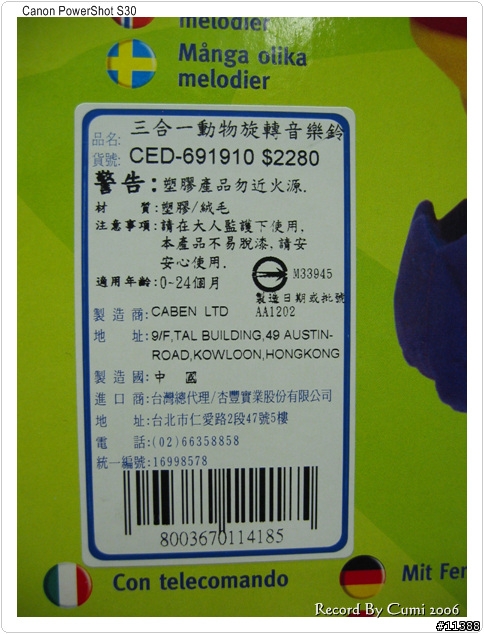 Canon PowerShot S30
melodier
Många olika
melodier
品名: 三合一動物旋轉音樂鈴
貨號: CED-691910 $2280
警告:塑膠產品勿近火源.
材 質:塑膠/絨毛
注意事項:請在大人監護下使用.
本產品不易脫漆,請安
安心使用.
M33945
適用年齡:0-24個月
製造日期或批號
AA1202
製 造 商:CABEN LTD
地 址:9/F,TAL BUILDING,49 AUSTIN-
ROAD,KOWLOON,HONGKONG
製 造 國:中 國
進 口 商:台灣總代理/杏豐實業股份有限公司
地 址:台北市仁愛路2段47號5樓
電 話:(02)66358858
統一編號:16998578
8003670114185
Con telecomando
Mit Fer
Record By Cumi 2006
#11388